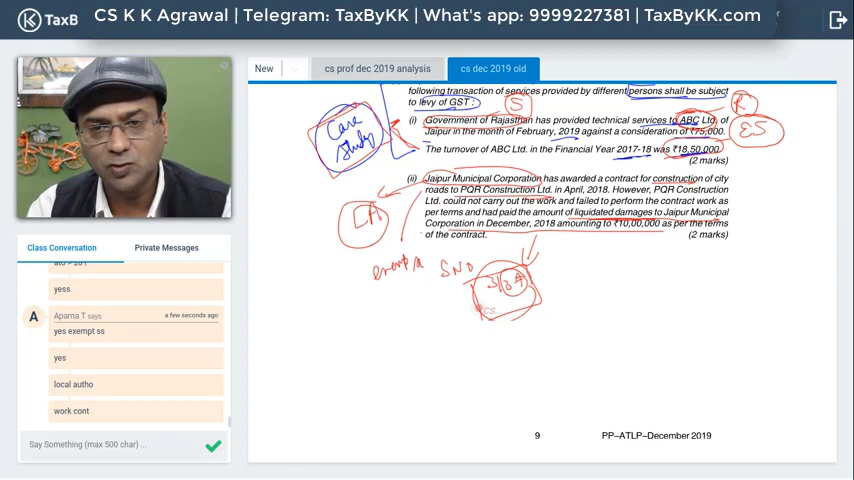 CS K K Agrawal | Telegram: TaxByKK | What's app: 9999227381 | TaxByKK.com
TaxB
New
cs prof dec 2019 analysis
cs dec 2019 old
following transaction of services provided by different persons shall be subject
to levy of GST :
S
R
(i) Government of Rajasthan has provided technical services to ABC Ltd. of
Jaipur in the month of February, 2019 against a consideration of ₹75,000.
ES
The turnover of ABC Ltd. in the Financial Year 2017-18 was ₹18,50,000.
(2 marks)
Case
Study
(ii) Jaipur Municipal Corporation has awarded a contract for construction of city
roads to PQR Construction Ltd. in April, 2018. However, PQR Construction
Ltd. could not carry out the work and failed to perform the contract work as
per terms and had paid the amount of liquidated damages to Jaipur Municipal
Corporation in December, 2018 amounting to ₹10,00,000 as per the terms
of the contract.
(2 marks)
LA
SNO
cs...
9
PP–ATLP–December 2019
Class Conversation
Private Messages
yess
A
Aparna T says:
a few seconds ago
yes exempt ss
yes
local autho
work cont
Say Something (max 500 char) ...